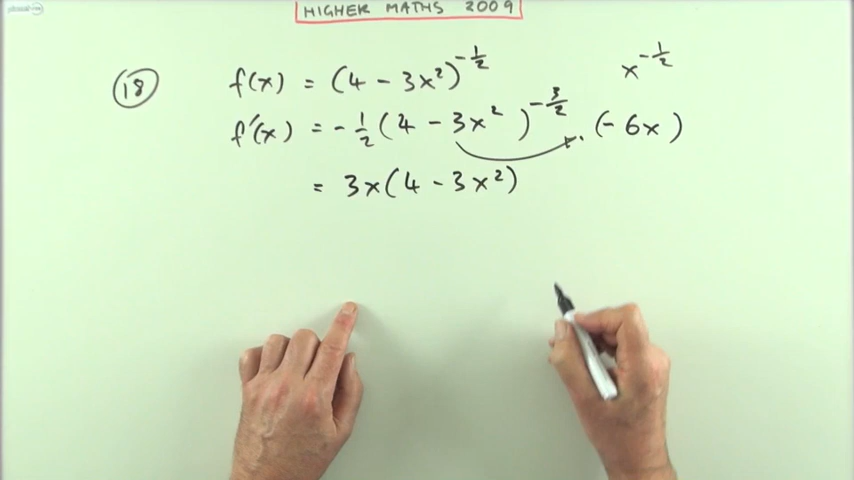 HIGHER MATHS 2009
18 f(x) = (4 - 3x²)^-1/2 x^-1/2
f'(x) = -1/2 (4 - 3x²)^-3/2 . (-6x)
= 3x(4 - 3x²)